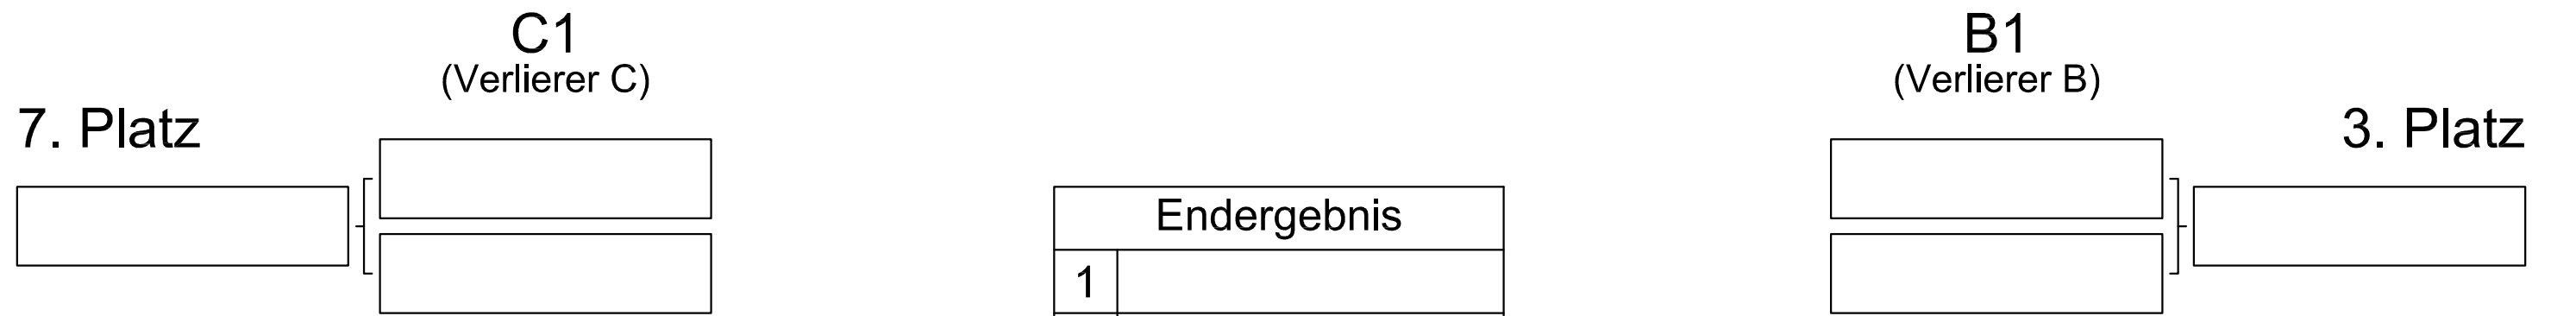 C1
(Verlierer C)
7. Platz
B1
(Verlierer B)
3. Platz
Endergebnis
1